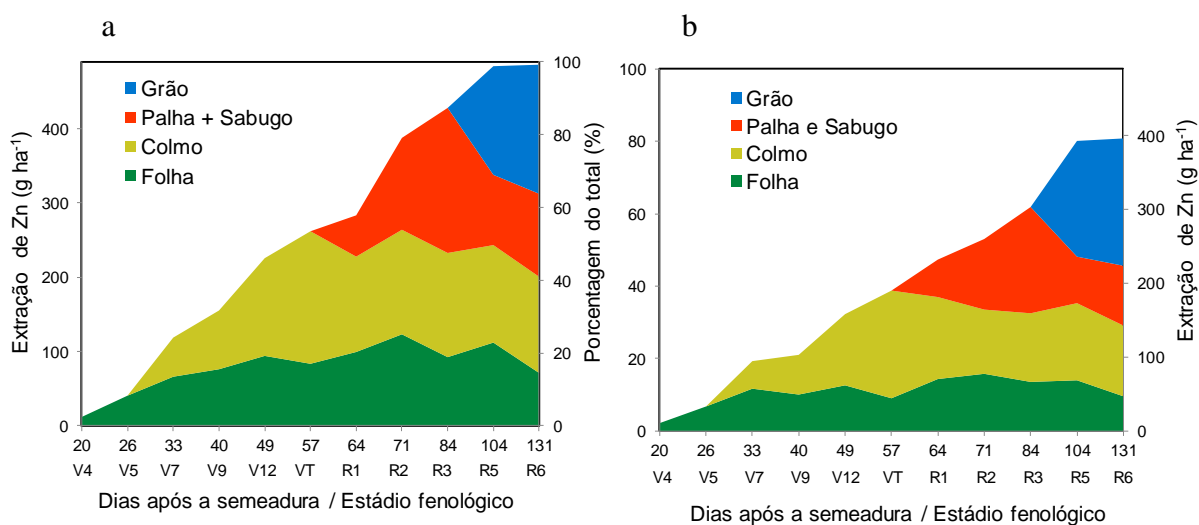 a
Grão
Palha + Sabugo
Colmo
Folha
Extração de Zn (g ha⁻¹)
400
300
200
100
0
Porcentagem do total (%)
100
80
60
40
20
0
20 26 33 40 49 57 64 71 84 104 131
V4 V5 V7 V9 V12 VT R1 R2 R3 R5 R6
Dias após a semeadura / Estádio fenológico
b
Grão
Palha e Sabugo
Colmo
Folha
100
80
60
40
20
0
400
300
200
100
0
Extração de Zn (g ha⁻¹)
20 26 33 40 49 57 64 71 84 104 131
V4 V5 V7 V9 V12 VT R1 R2 R3 R5 R6
Dias após a semeadura / Estádio fenológico